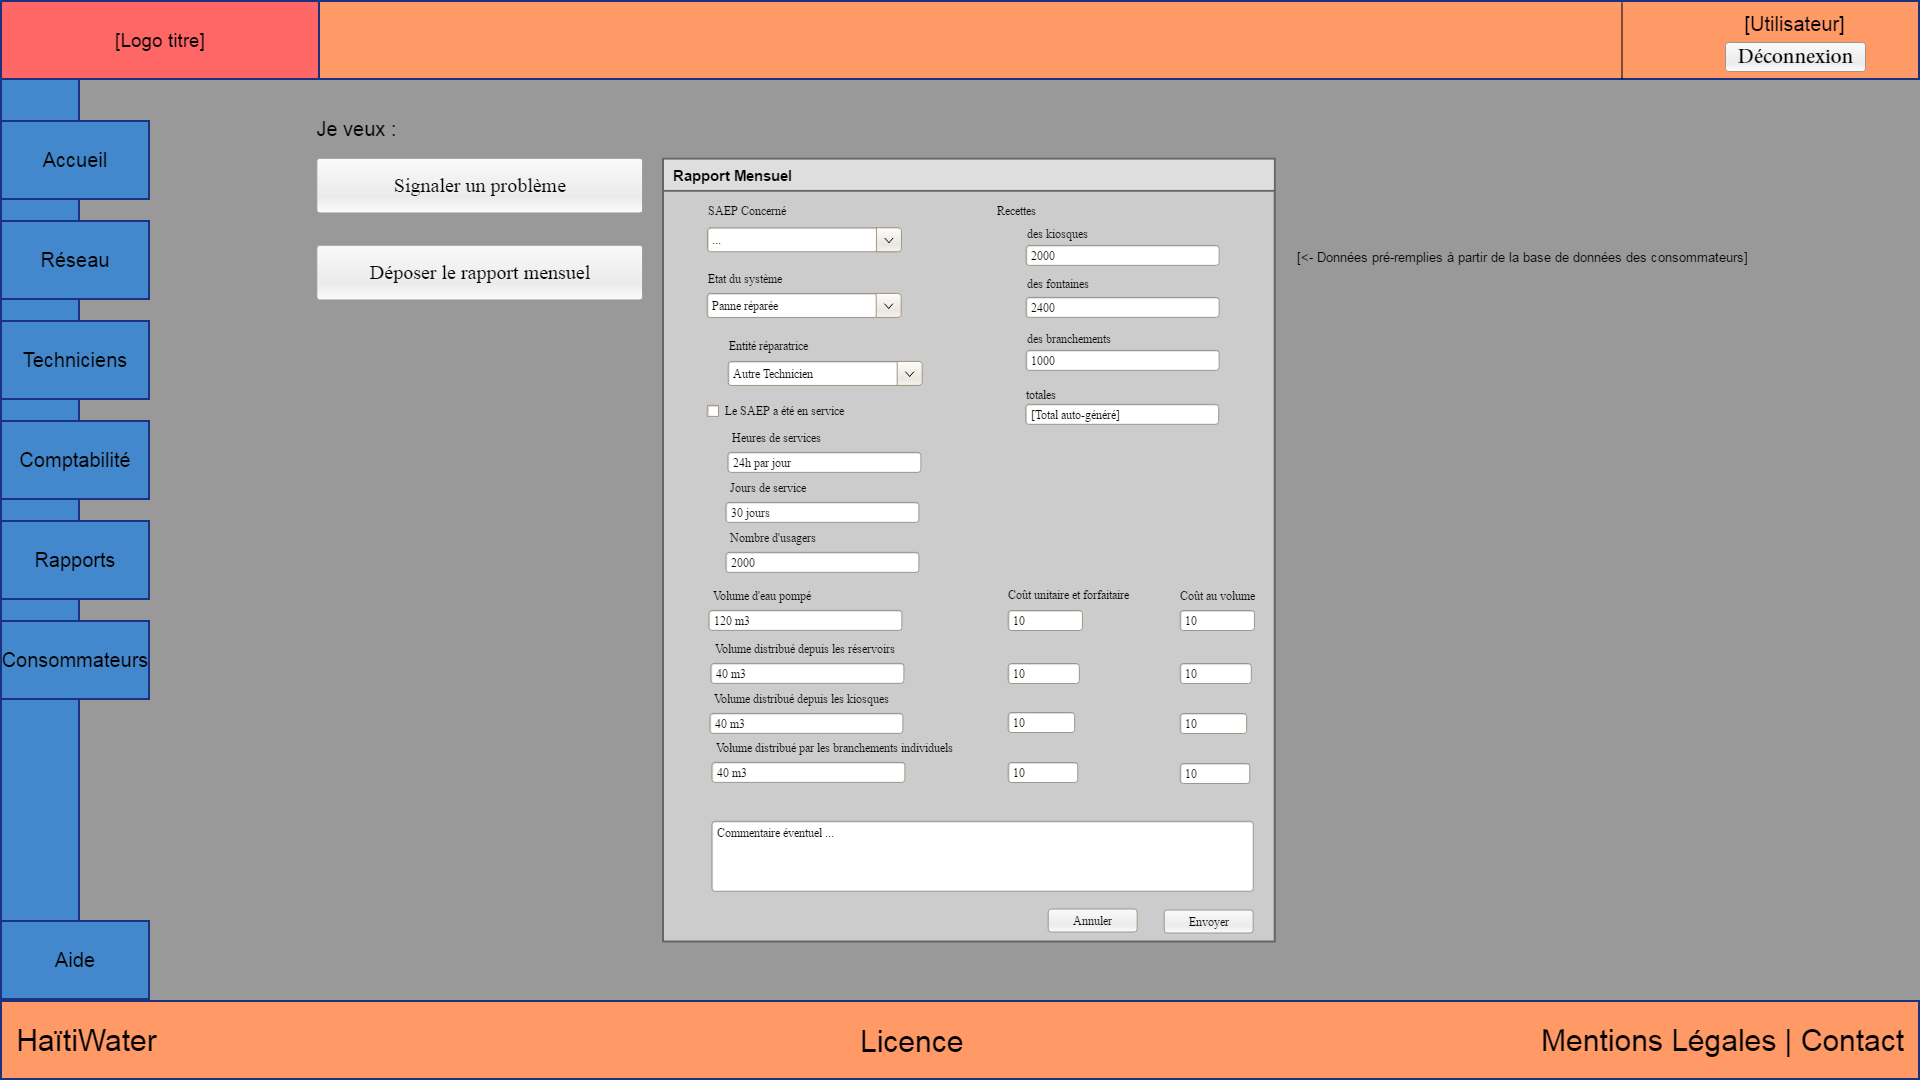 [Logo titre]
[Utilisateur]
Déconnexion
Accueil
Réseau
Techniciens
Comptabilité
Rapports
Consommateurs
Aide
Je veux :
Signaler un problème
Déposer le rapport mensuel
Rapport Mensuel
SAEP Concerné
...
Etat du système
Panne réparée
Entité réparatrice
Autre Technicien
Le SAEP a été en service
Heures de services
24h par jour
Jours de service
30 jours
Nombre d'usagers
2000
Recettes
des kiosques
2000
des fontaines
2400
des branchements
1000
totales
[Total auto-généré]
[<- Données pré-remplies à partir de la base de données des consommateurs]
Volume d'eau pompé
Coût unitaire et forfaitaire
Coût au volume
120 m3
10
10
Volume distribué depuis les réservoirs
40 m3
10
10
Volume distribué depuis les kiosques
40 m3
10
10
Volume distribué par les branchements individuels
40 m3
10
10
Commentaire éventuel ...
Annuler
Envoyer
HaïtiWater
Licence
Mentions Légales | Contact